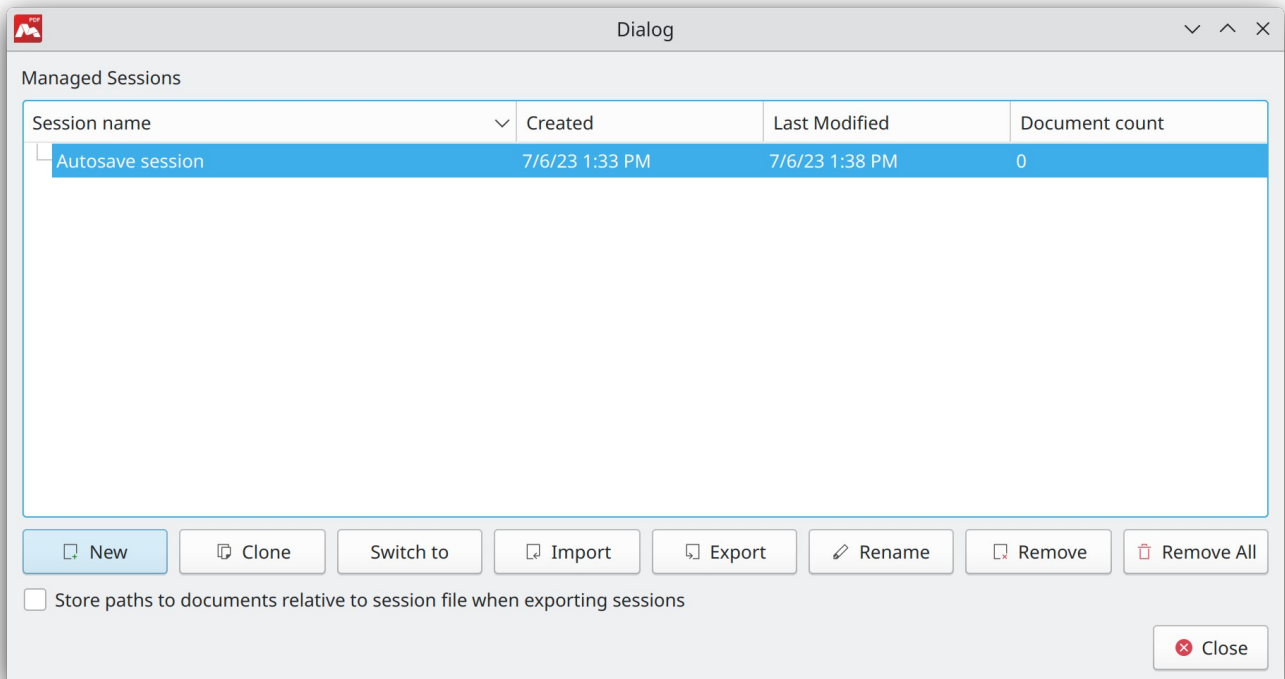 PDF
Dialog
Managed Sessions
Session name Created Last Modified Document count
Autosave session 7/6/23 1:33 PM 7/6/23 1:38 PM 0
New Clone Switch to Import Export Rename Remove Remove All
Store paths to documents relative to session file when exporting sessions
Close